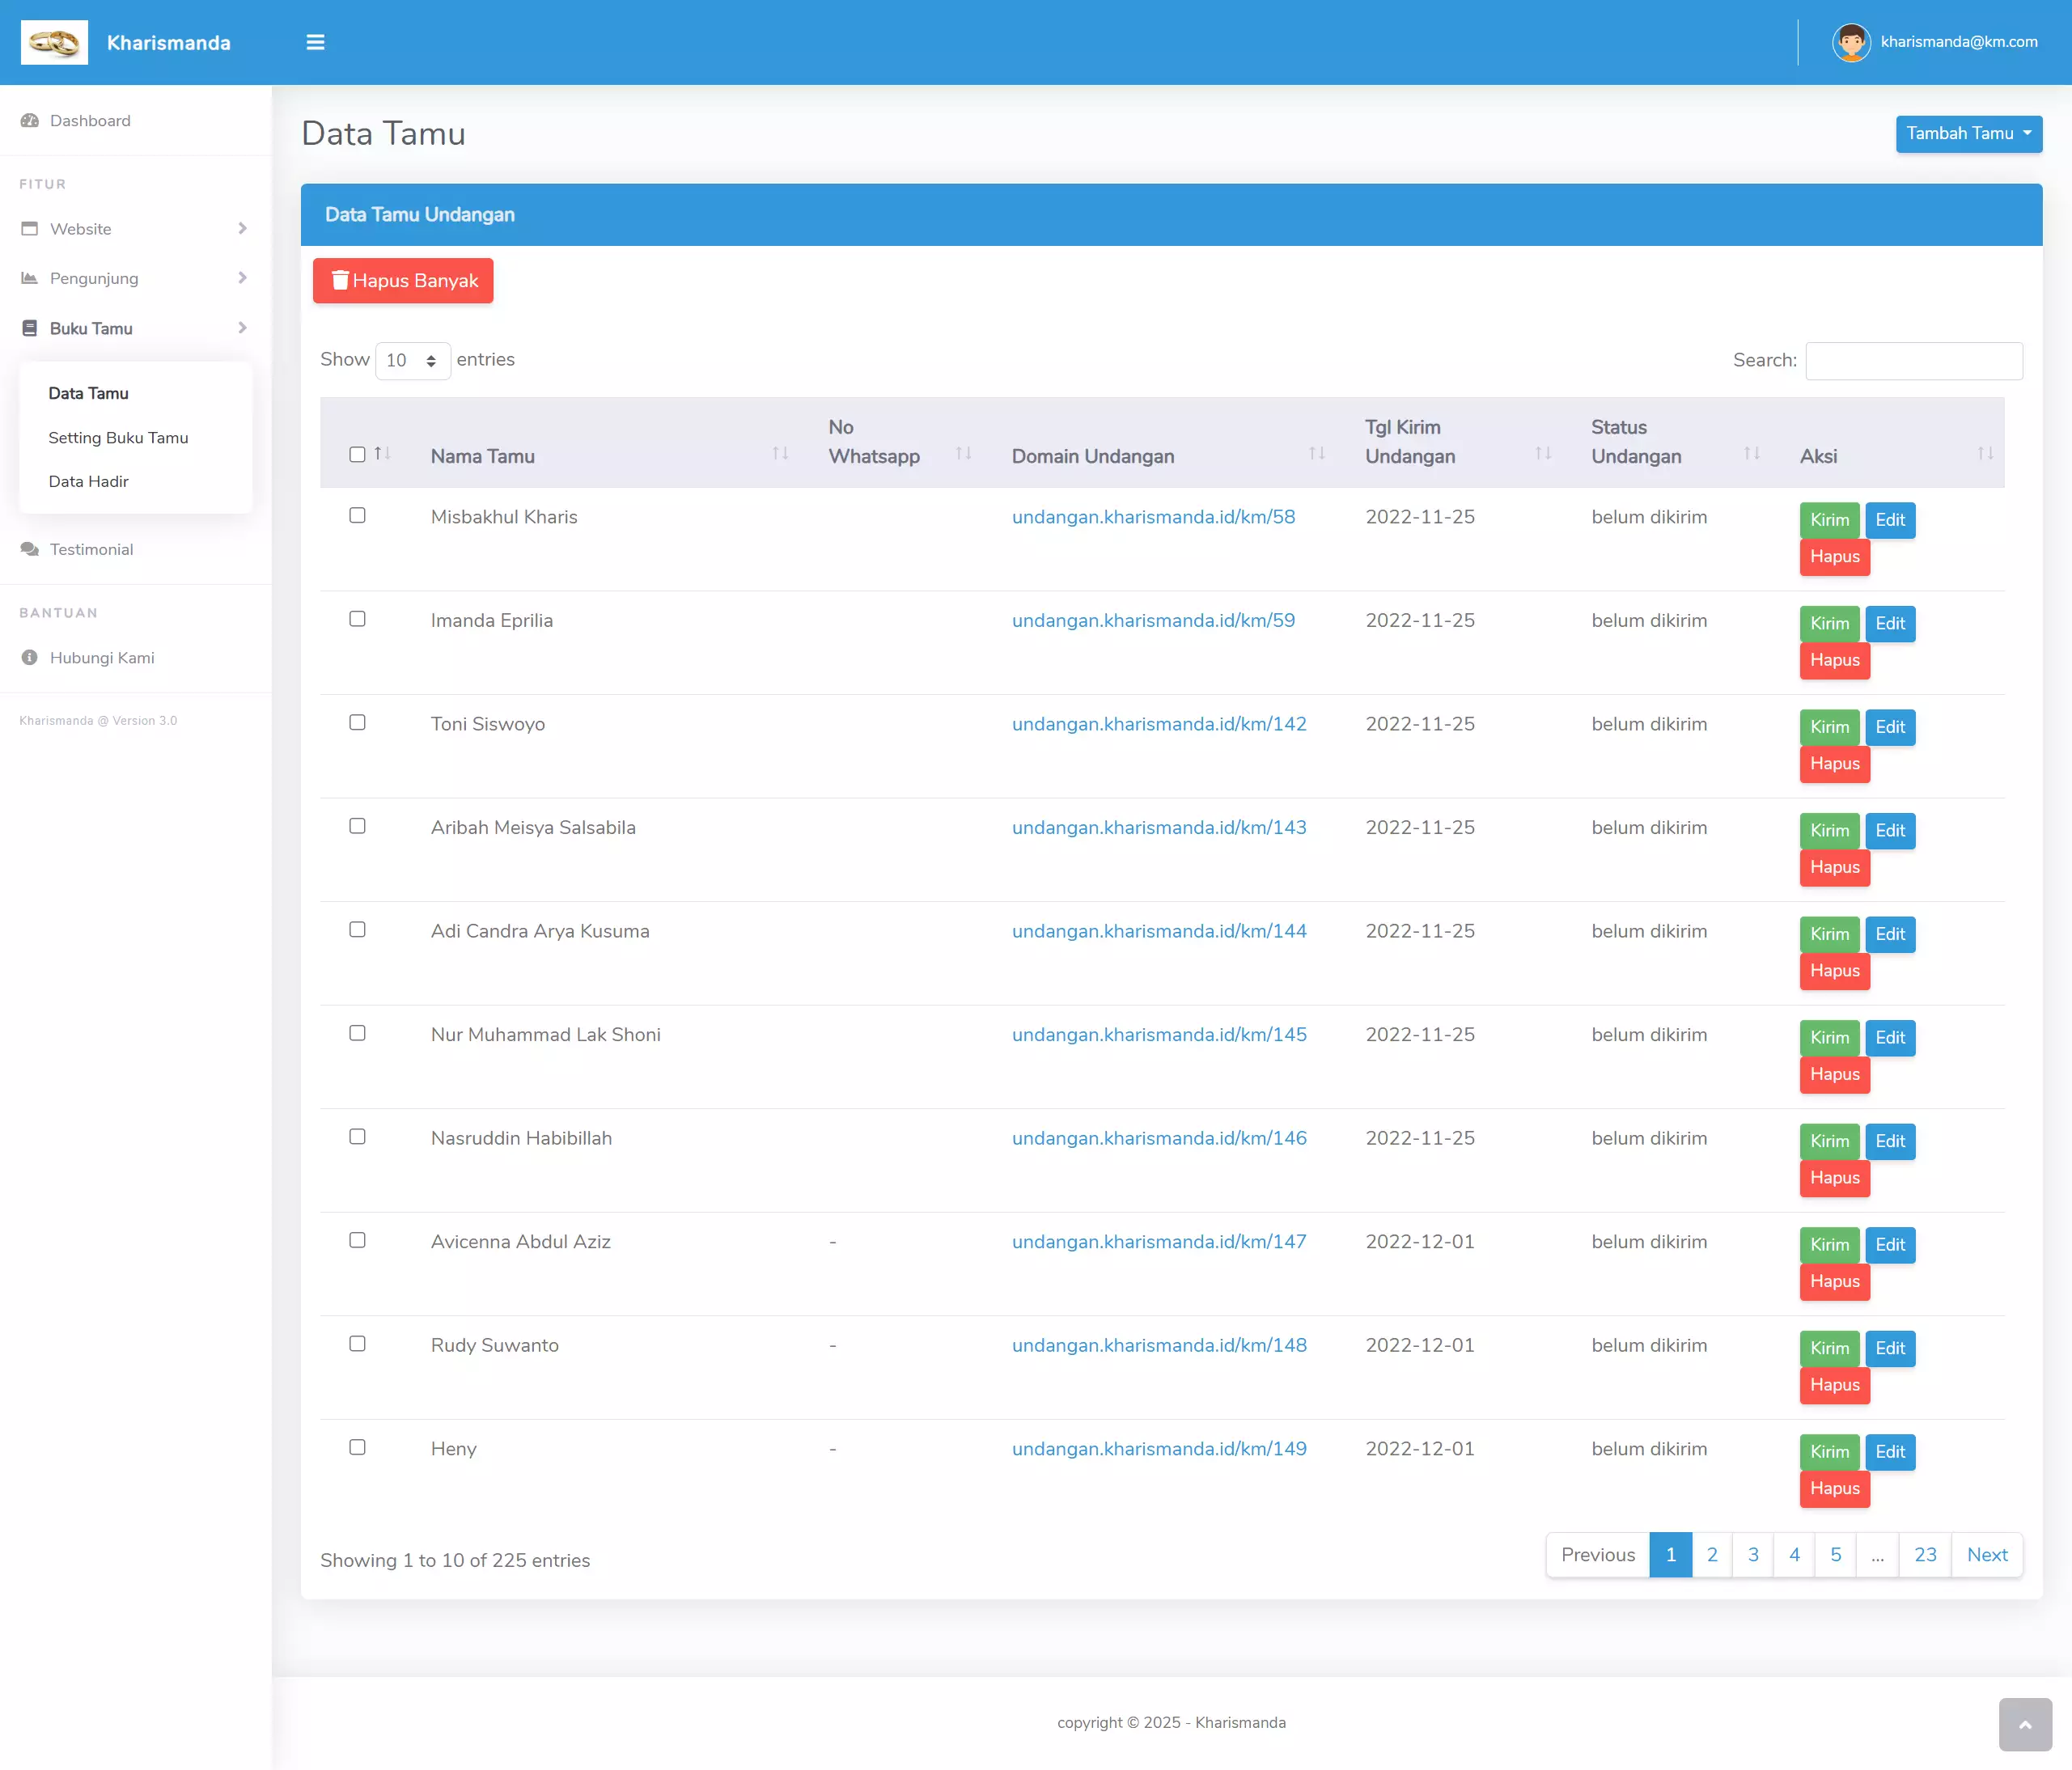 Kharismanda
kharismanda@km.com
Dashboard
FITUR
Website
Pengunjung
Buku Tamu
Data Tamu
Setting Buku Tamu
Data Hadir
Testimonial
BANTUAN
Hubungi Kami
Kharismanda @ Version 3.0
Data Tamu
Tambah Tamu
Data Tamu Undangan
Hapus Banyak
Show 10 entries
Search:
Nama Tamu No Whatsapp Domain Undangan Tgl Kirim Undangan Status Undangan Aksi
Misbakhul Kharis undangan.kharismanda.id/km/58 2022-11-25 belum dikirim Kirim Edit
Hapus
Imanda Eprilia undangan.kharismanda.id/km/59 2022-11-25 belum dikirim Kirim Edit
Hapus
Toni Siswoyo undangan.kharismanda.id/km/142 2022-11-25 belum dikirim Kirim Edit
Hapus
Aribah Meisya Salsabila undangan.kharismanda.id/km/143 2022-11-25 belum dikirim Kirim Edit
Hapus
Adi Candra Arya Kusuma undangan.kharismanda.id/km/144 2022-11-25 belum dikirim Kirim Edit
Hapus
Nur Muhammad Lak Shoni undangan.kharismanda.id/km/145 2022-11-25 belum dikirim Kirim Edit
Hapus
Nasruddin Habibillah undangan.kharismanda.id/km/146 2022-11-25 belum dikirim Kirim Edit
Hapus
Avicenna Abdul Aziz - undangan.kharismanda.id/km/147 2022-12-01 belum dikirim Kirim Edit
Hapus
Rudy Suwanto - undangan.kharismanda.id/km/148 2022-12-01 belum dikirim Kirim Edit
Hapus
Heny - undangan.kharismanda.id/km/149 2022-12-01 belum dikirim Kirim Edit
Hapus
Showing 1 to 10 of 225 entries
Previous 1 2 3 4 5 ... 23 Next
copyright © 2025 - Kharismanda